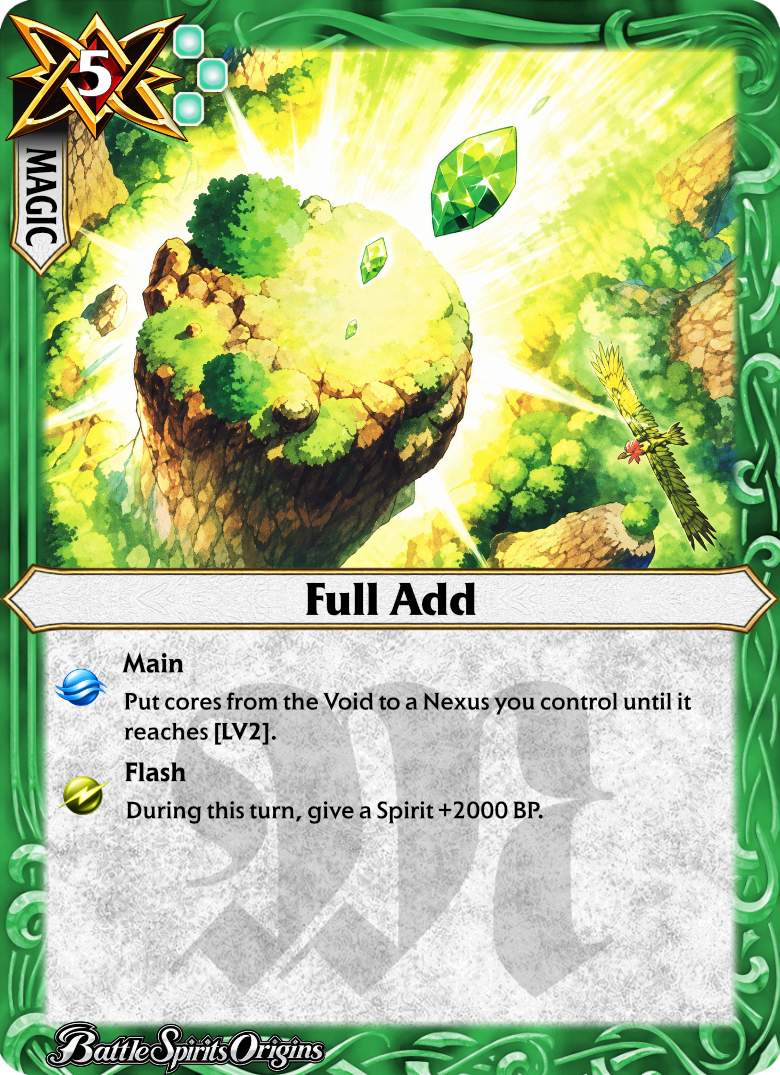 5
MAGIC
Full Add
Main
Put cores from the Void to a Nexus you control until it
reaches [LV2].
Flash
During this turn, give a Spirit +2000 BP.
Battle Spirits Origins